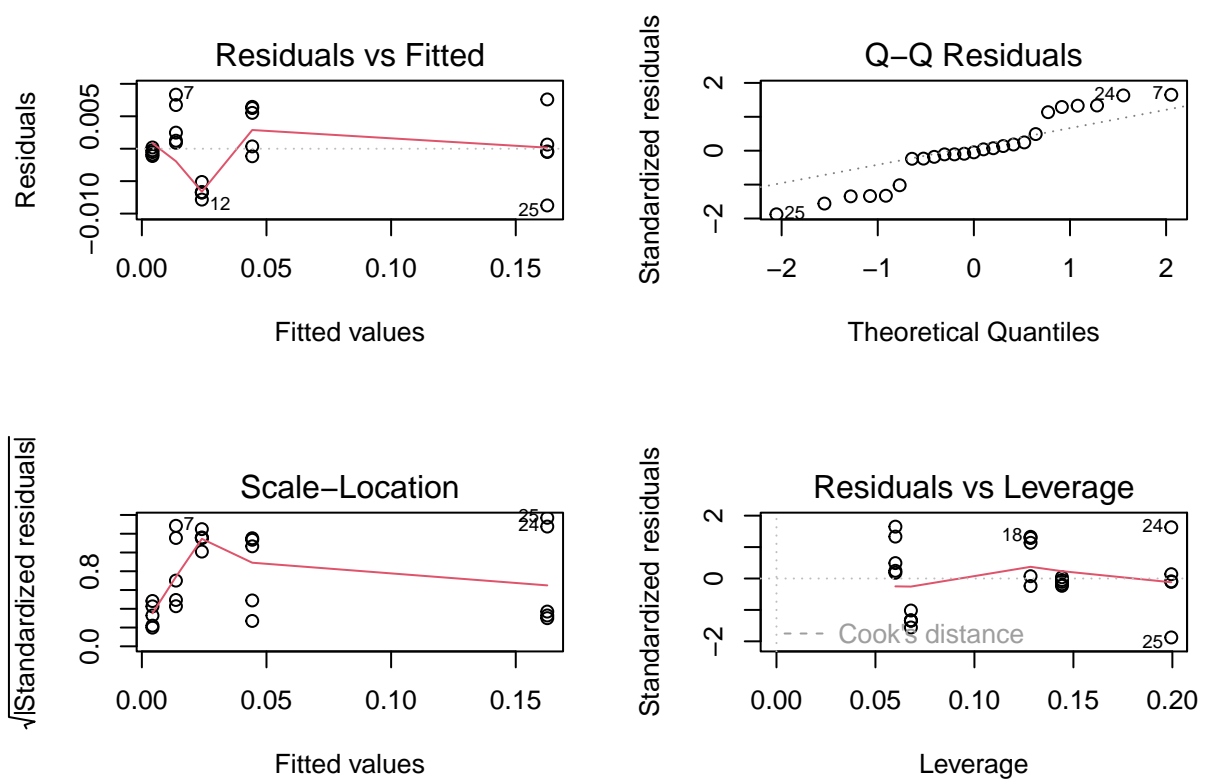 Residuals vs Fitted
Residuals
0.005
−0.010
7
12
25
0.00 0.05 0.10 0.15
Fitted values
Q−Q Residuals
Standardized residuals
2
0
−2
24
7
25
−2 −1 0 1 2
Theoretical Quantiles
Scale−Location
√|Standardized residuals|
0.8
0.0
7
25
24
0.00 0.05 0.10 0.15
Fitted values
Residuals vs Leverage
Standardized residuals
2
0
−2
18
24
25
Cook's distance
0.00 0.05 0.10 0.15 0.20
Leverage